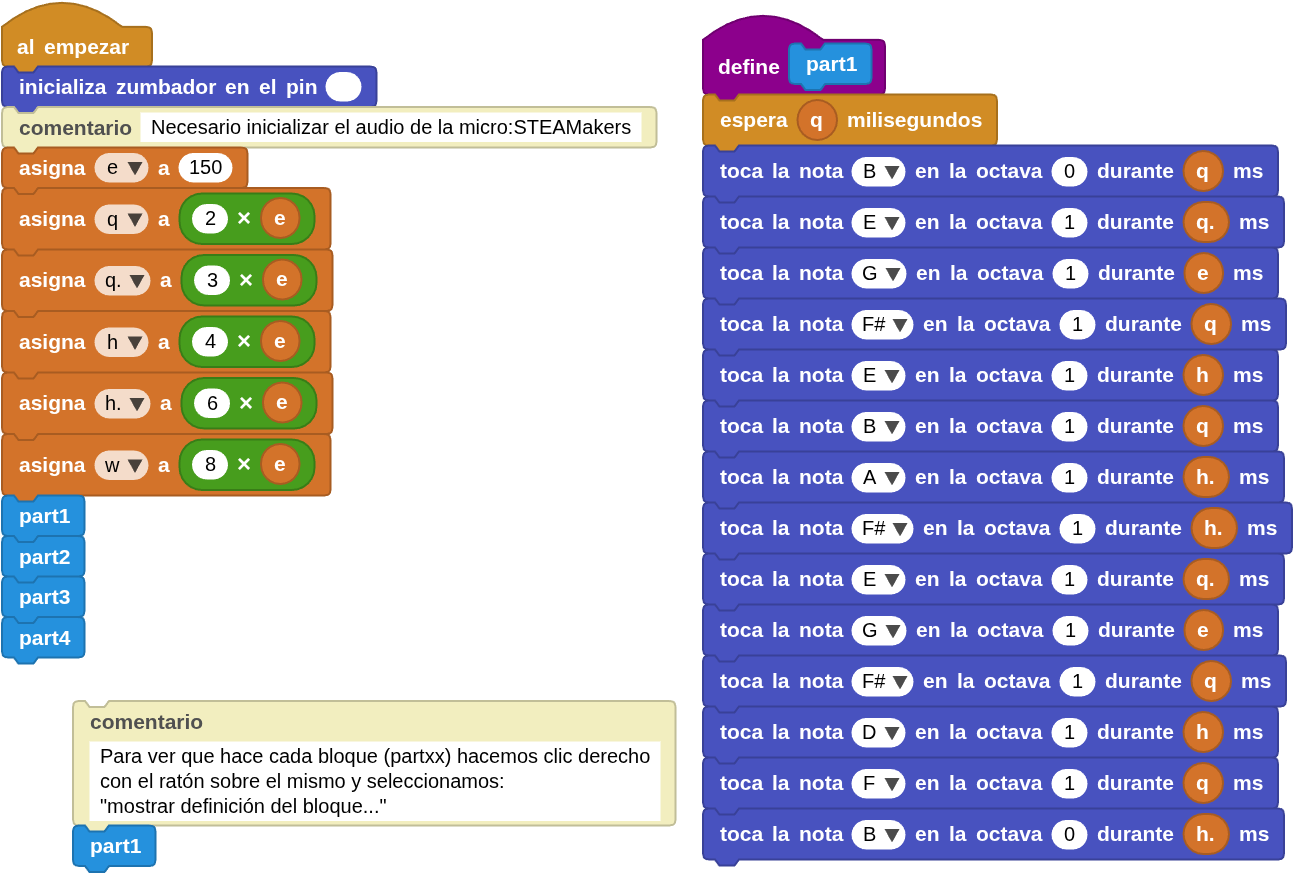 al empezar
inicializa zumbador en el pin
comentario Necesario inicializar el audio de la micro:STEAMakers
asigna e ▼ a 150
asigna q ▼ a 2 × e
asigna q. ▼ a 3 × e
asigna h ▼ a 4 × e
asigna h. ▼ a 6 × e
asigna w ▼ a 8 × e
part1
part2
part3
part4
comentario
Para ver que hace cada bloque (partxx) hacemos clic derecho
con el ratón sobre el mismo y seleccionamos:
"mostrar definición del bloque..."
part1
define part1
espera q milisegundos
toca la nota B ▼ en la octava 0 durante q ms
toca la nota E ▼ en la octava 1 durante q. ms
toca la nota G ▼ en la octava 1 durante e ms
toca la nota F# ▼ en la octava 1 durante q ms
toca la nota E ▼ en la octava 1 durante h ms
toca la nota B ▼ en la octava 1 durante q ms
toca la nota A ▼ en la octava 1 durante h. ms
toca la nota F# ▼ en la octava 1 durante h. ms
toca la nota E ▼ en la octava 1 durante q. ms
toca la nota G ▼ en la octava 1 durante e ms
toca la nota F# ▼ en la octava 1 durante q ms
toca la nota D ▼ en la octava 1 durante h ms
toca la nota F ▼ en la octava 1 durante q ms
toca la nota B ▼ en la octava 0 durante h. ms